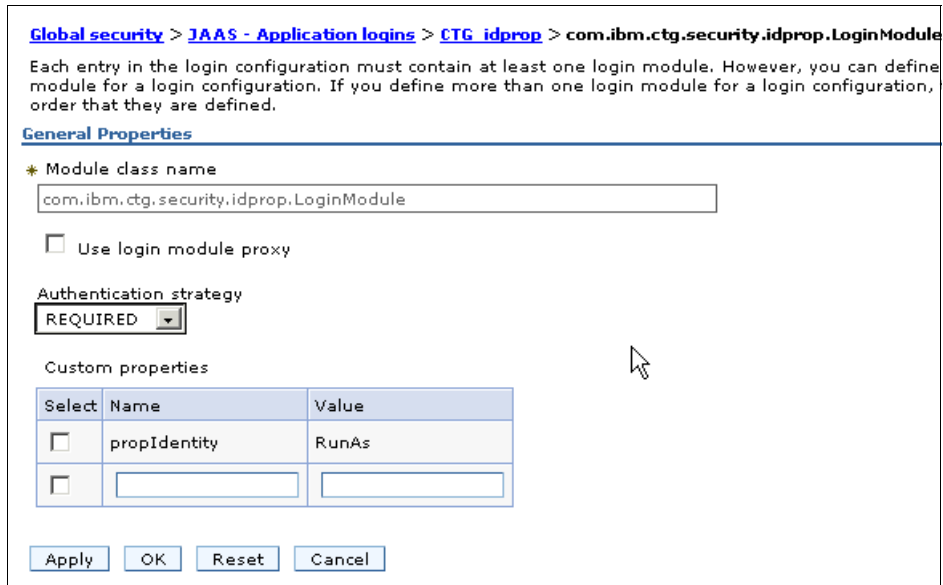 Global security > JAAS - Application logins > CTG_idprop > com.ibm.ctg.security.idprop.LoginModule
Each entry in the login configuration must contain at least one login module. However, you can define
module for a login configuration. If you define more than one login module for a login configuration,
order that they are defined.
General Properties
* Module class name
com.ibm.ctg.security.idprop.LoginModule
Use login module proxy
Authentication strategy
REQUIRED
Custom properties
Select Name Value
propIdentity RunAs
Apply OK Reset Cancel